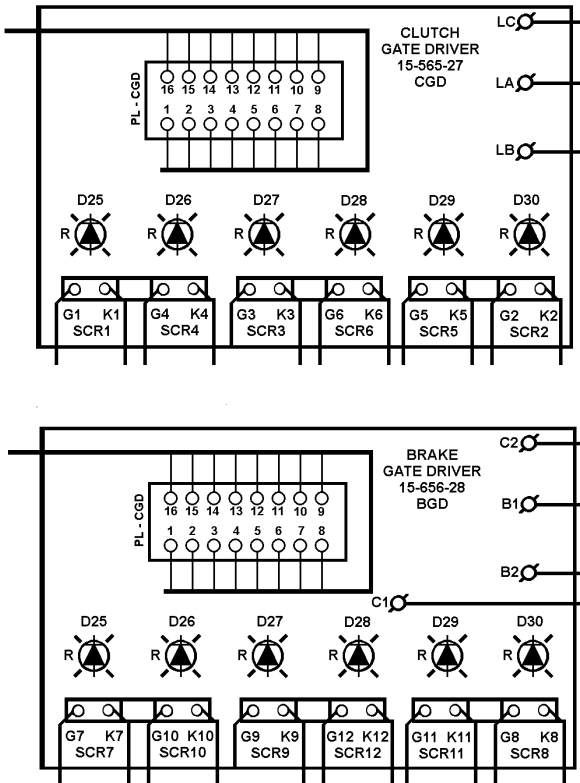 CLUTCH
GATE DRIVER
15-565-27
CGD
LC
LA
LB
PL - CGD
16 15 14 13 12 11 10 9
1 2 3 4 5 6 7 8
D25 D26 D27 D28 D29 D30
R R R R R R
G1 K1 G4 K4 G3 K3 G6 K6 G5 K5 G2 K2
SCR1 SCR4 SCR3 SCR6 SCR5 SCR2
BRAKE
GATE DRIVER
15-656-28
BGD
C2
B1
B2
C1
PL - CGD
16 15 14 13 12 11 10 9
1 2 3 4 5 6 7 8
D25 D26 D27 D28 D29 D30
R R R R R R
G7 K7 G10 K10 G9 K9 G12 K12 G11 K11 G8 K8
SCR7 SCR10 SCR9 SCR12 SCR11 SCR8